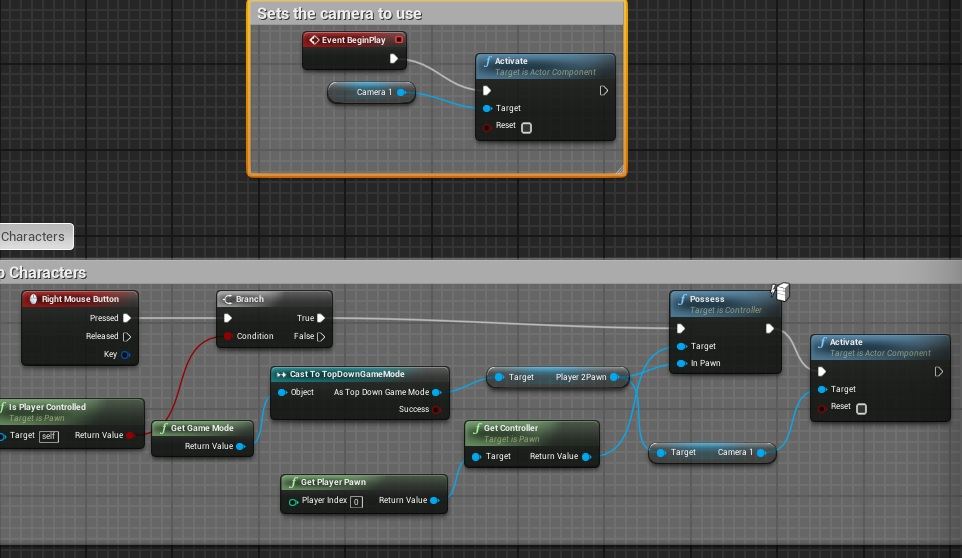 Sets the camera to use
Event BeginPlay
Activate
Target is Actor Component
Camera 1
Target
Reset
Characters
Characters
Right Mouse Button
Pressed
Released
Key
Branch
True
Condition
False
Possess
Target is Controller
Target
In Pawn
Activate
Target is Actor Component
Target
Reset
Cast To TopDownGameMode
Object
As Top Down Game Mode
Success
Target
Player 2Pawn
Is Player Controlled
Target is Pawn
Target
self
Return Value
Get Game Mode
Return Value
Get Controller
Target is Pawn
Target
Return Value
Target
Camera 1
Get Player Pawn
Player Index
0
Return Value